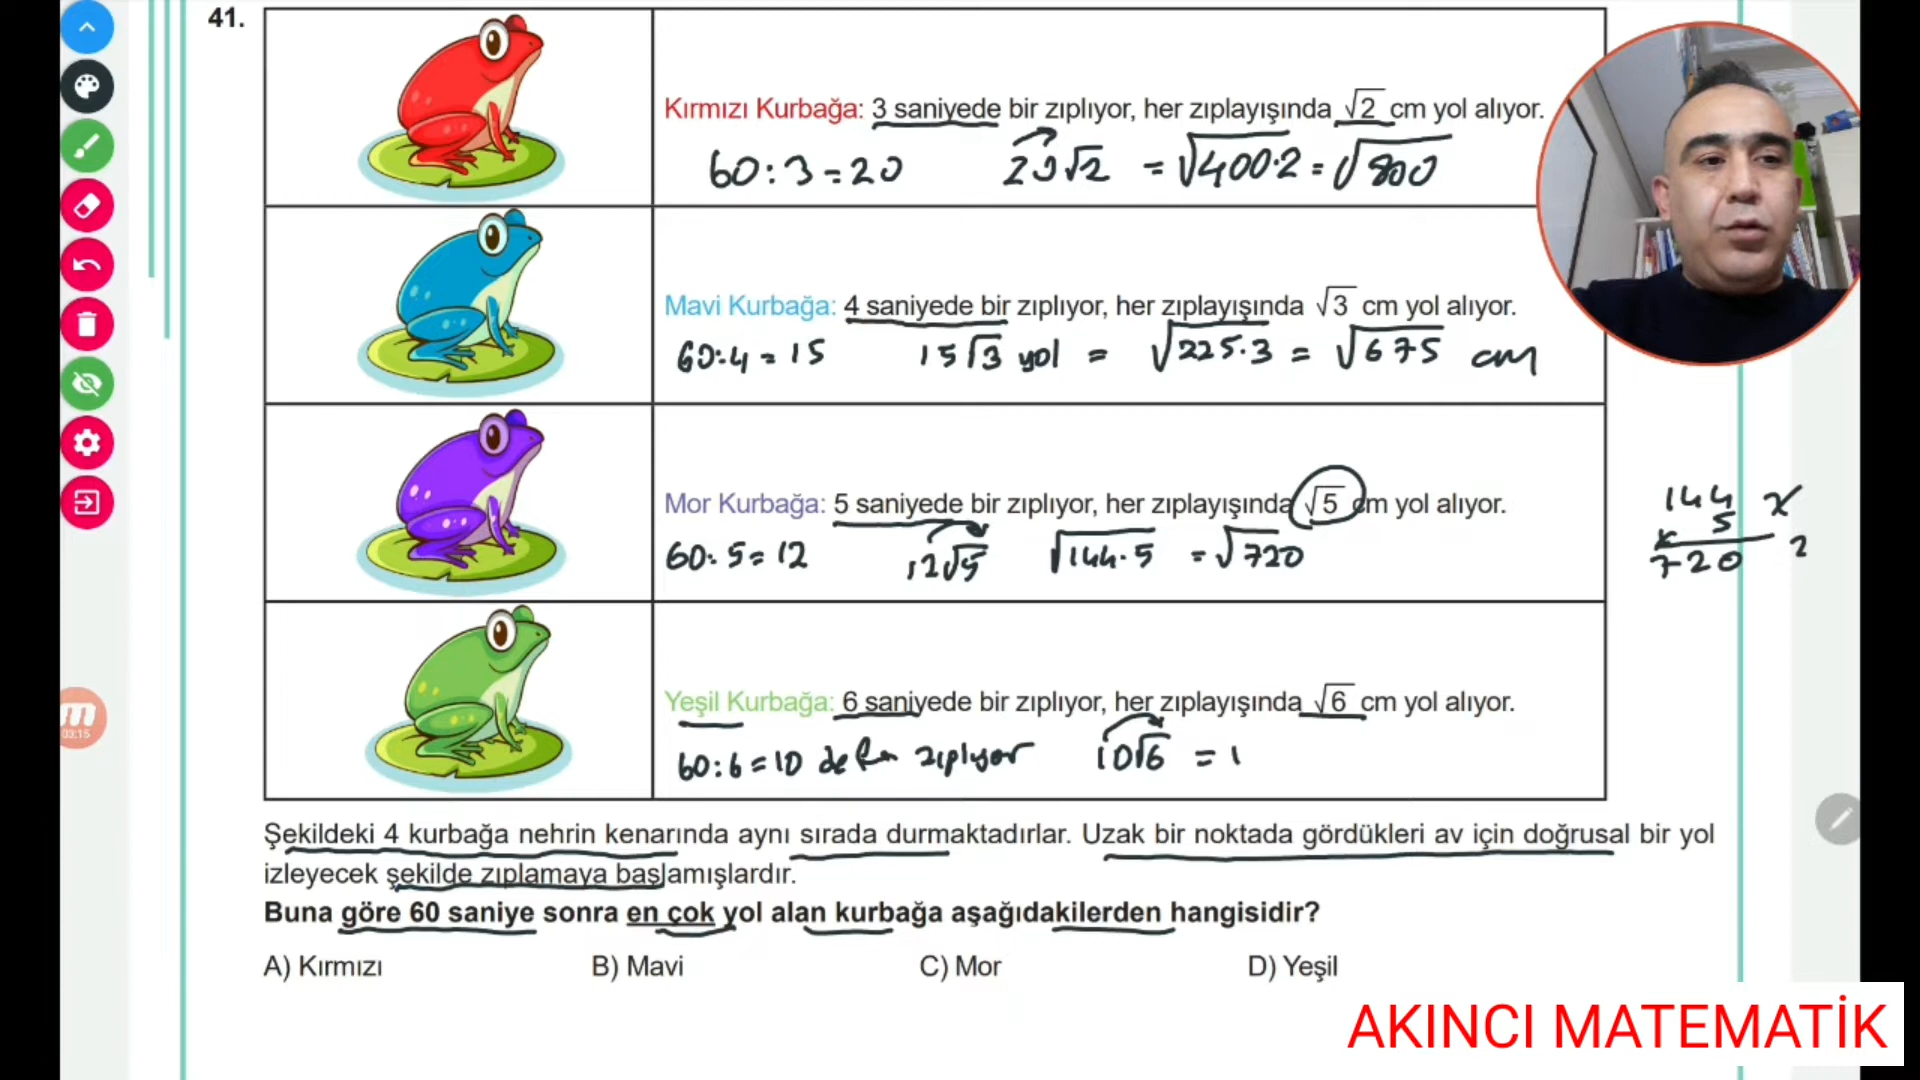 41.
Kırmızı Kurbağa: 3 saniyede bir zıplıyor, her zıplayışında √2 cm yol alıyor.
60:3=20 20√2 = √400·2 = √800
Mavi Kurbağa: 4 saniyede bir zıplıyor, her zıplayışında √3 cm yol alıyor.
60:4=15 15√3 yol = √225·3 = √675 cm
Mor Kurbağa: 5 saniyede bir zıplıyor, her zıplayışında √5 cm yol alıyor.
60:5=12 12√5 √144·5 = √720
144
x 5
720
2
2
Yeşil Kurbağa: 6 saniyede bir zıplıyor, her zıplayışında √6 cm yol alıyor.
60:6=10 defa zıplıyor 10√6 = 1
03:15
Şekildeki 4 kurbağa nehrin kenarında aynı sırada durmaktadırlar. Uzak bir noktada gördükleri av için doğrusal bir yol
izleyecek şekilde zıplamaya başlamışlardır.
Buna göre 60 saniye sonra en çok yol alan kurbağa aşağıdakilerden hangisidir?
A) Kırmızı B) Mavi C) Mor D) Yeşil
AKINCI MATEMATİK